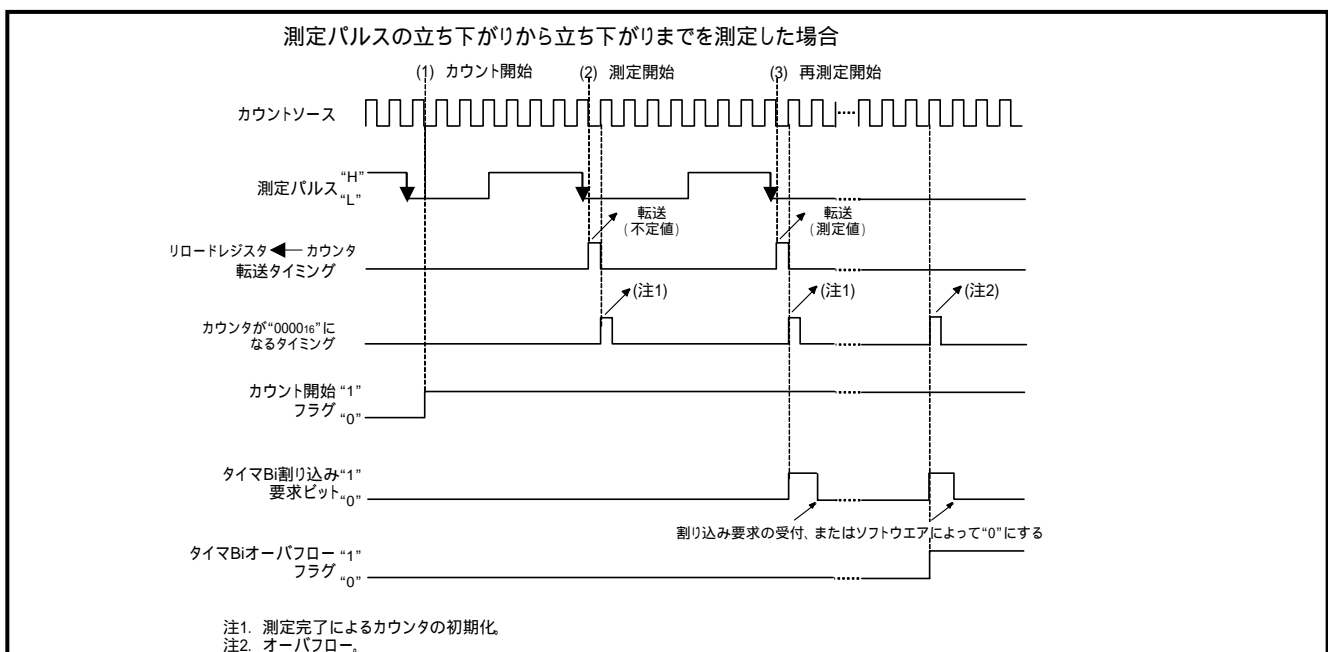 測定パルスの立ち下がりから立ち下がりまでを測定した場合
(1) カウント開始
(2) 測定開始
(3) 再測定開始
カウントソース
測定パルス
“H”
“L”
転送
(不定値)
転送
(測定値)
リロードレジスタ ← カウンタ
転送タイミング
(注1)
(注1)
(注2)
カウンタが“000016”に
なるタイミング
カウント開始 “1”
フラグ “0”
タイマBi割り込み“1”
要求ビット“0”
割り込み要求の受付、またはソフトウエアによって“0”にする
タイマBiオーバフロー “1”
フラグ “0”
注1. 測定完了によるカウンタの初期化。
注2. オーバフロー。